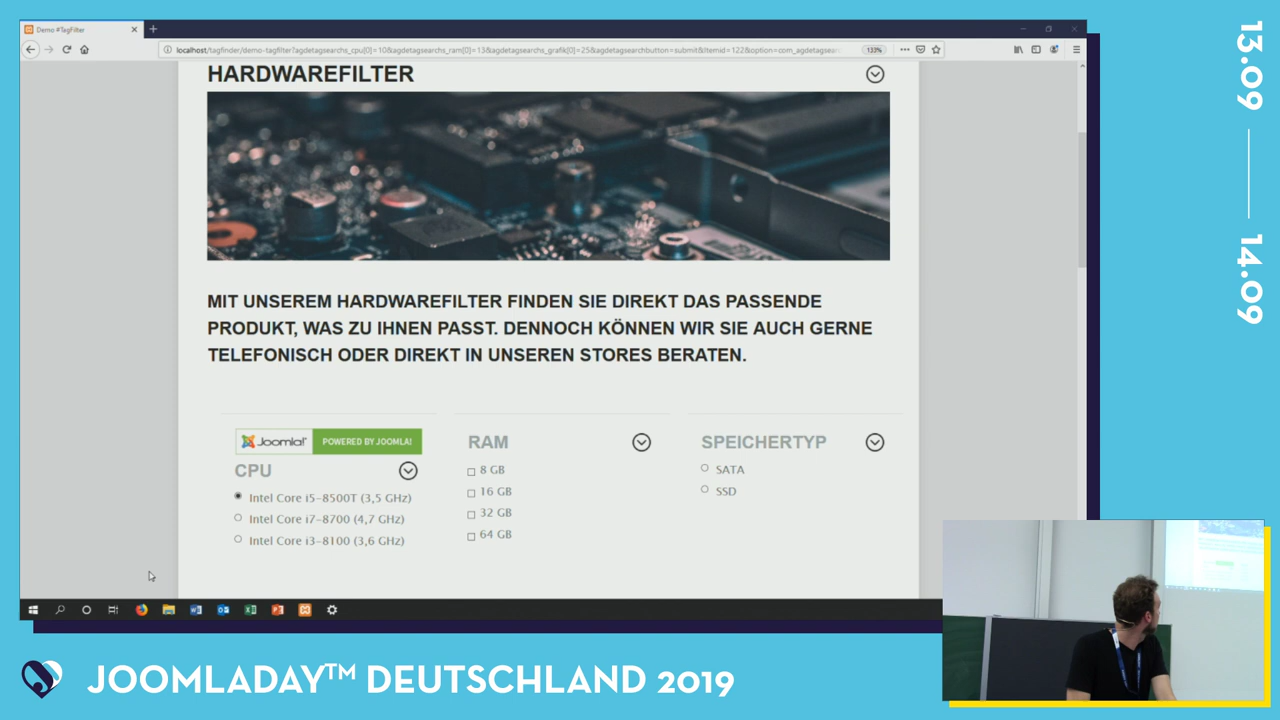 Demo #TagFilter
localhost/tagfinder/demo-tagfilter?agdetagsearchs_cpu[0]=10&agdetagsearchs_ram[0]=13&agdetagsearchs_grafik[0]=25&agdetagsearchbutton=submit&Itemid=122&option=com_agdetagsear
133%
HARDWAREFILTER
MIT UNSEREM HARDWAREFILTER FINDEN SIE DIREKT DAS PASSENDE
PRODUKT, WAS ZU IHNEN PASST. DENNOCH KÖNNEN WIR SIE AUCH GERNE
TELEFONISCH ODER DIREKT IN UNSEREN STORES BERATEN.
Joomla!® POWERED BY JOOMLA!
CPU
Intel Core i5-8500T (3,5 GHz)
Intel Core i7-8700 (4,7 GHz)
Intel Core i3-8100 (3,6 GHz)
RAM
8 GB
16 GB
32 GB
64 GB
SPEICHERTYP
SATA
SSD
13.09
14.09
JOOMLADAY™ DEUTSCHLAND 2019